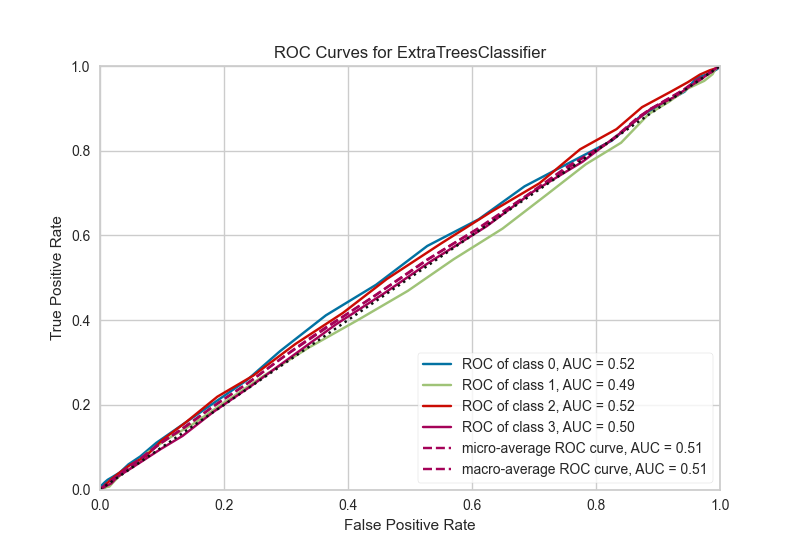 ROC Curves for ExtraTreesClassifier
1.0
0.8
0.6
0.4
0.2
0.0
True Positive Rate
ROC of class 0, AUC = 0.52
ROC of class 1, AUC = 0.49
ROC of class 2, AUC = 0.52
ROC of class 3, AUC = 0.50
micro-average ROC curve, AUC = 0.51
macro-average ROC curve, AUC = 0.51
0.0 0.2 0.4 0.6 0.8 1.0
False Positive Rate